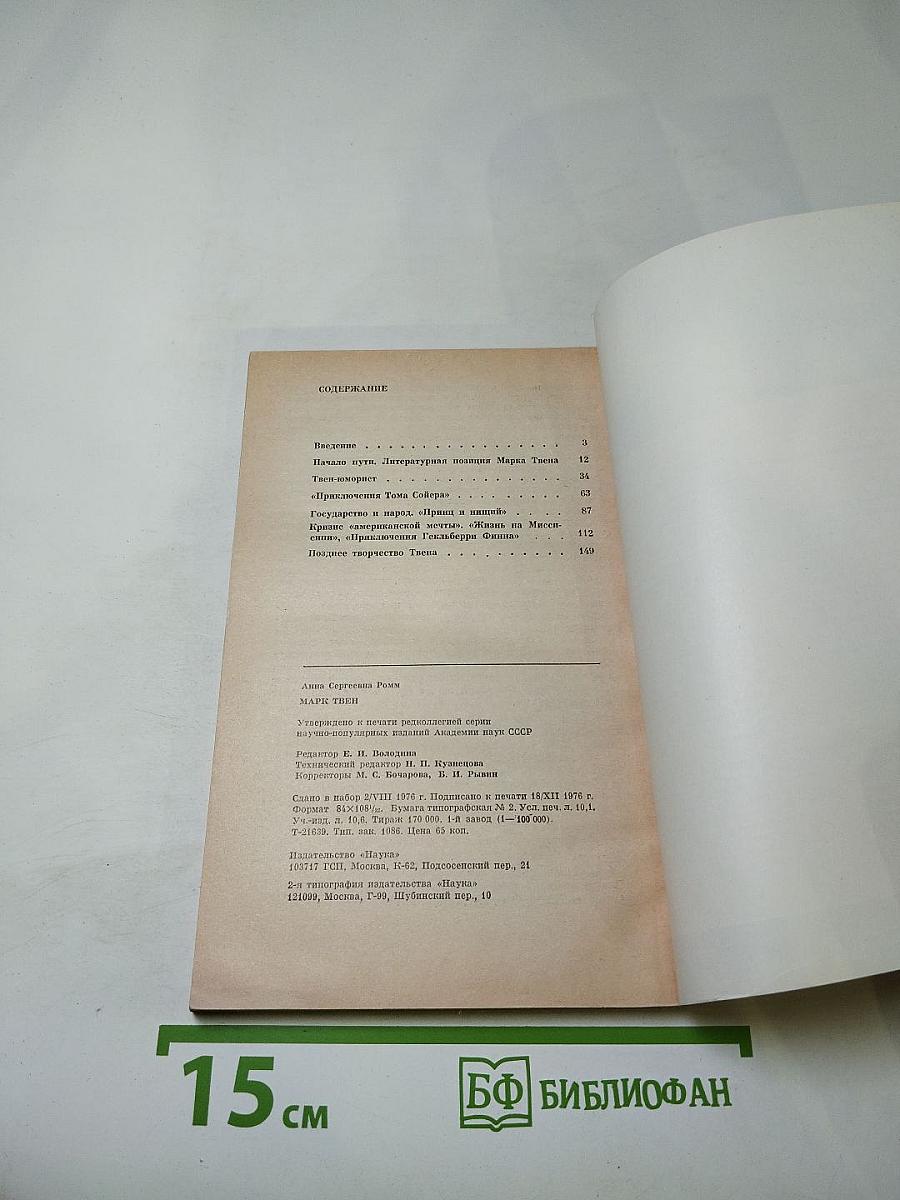 СОДЕРЖАНИЕ
Введение . . . . . . . . . . . . . . . . . 3
Начало пути. Литературная позиция Марка Твена 12
Твен-юморист . . . . . . . . . . . . . . . 34
«Приключения Тома Сойера» . . . . . . . . . 63
Государство и народ. «Принц и нищий» . . . . 87
Кризис «американской мечты». «Жизнь на Мисси-
сипи», «Приключения Гекльберри Финна» . . . 112
Позднее творчество Твена . . . . . . . . . . 149
Анна Сергеевна Ромм
МАРК ТВЕН
Утверждено к печати редколлегией серии
научно-популярных изданий Академии наук СССР
Редактор Е. И. Володина
Технический редактор Н. П. Кузнецова
Корректоры М. С. Бочарова, В. И. Рывин
Сдано в набор 2/VIII 1976 г. Подписано к печати 18/XII 1976 г.
Формат 84×108¹/₃₂. Бумага типографская № 2. Усл. печ. л. 10,1.
Уч.-изд. л. 10,6. Тираж 170 000. 1-й завод (1—100 000).
Т-21639. Тип. зак. 1086. Цена 65 коп.
Издательство «Наука»
103717 ГСП, Москва, К-62, Подсосенский пер., 21
2-я типография издательства «Наука»
121099, Москва, Г-99, Шубинский пер., 10
15 см
БФ БИБЛИОФАН